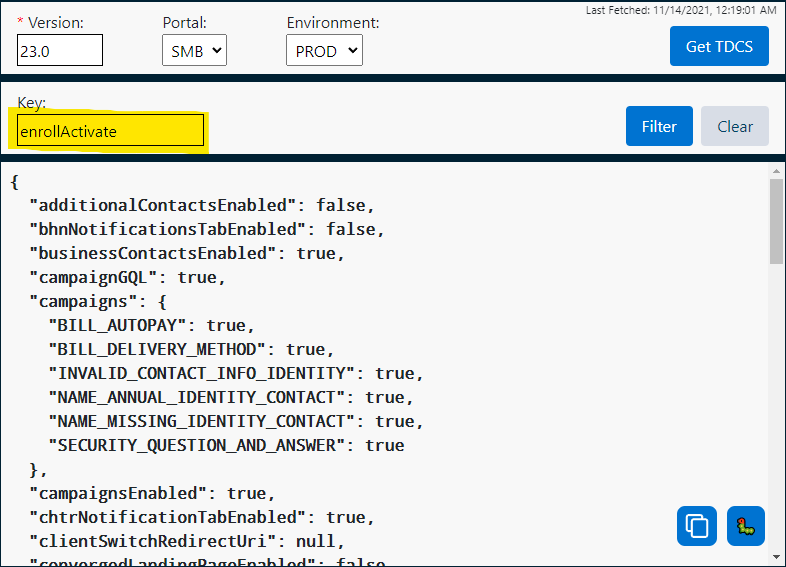 Last Fetched: 11/14/2021, 12:19:01 AM
* Version:
Portal:
Environment:
23.0
SMB
PROD
Get TDCS
Key:
enrollActivate
Filter
Clear
{
"additionalContactsEnabled": false,
"bhnNotificationsTabEnabled": false,
"businessContactsEnabled": true,
"campaignGQL": true,
"campaigns": {
"BILL_AUTOPAY": true,
"BILL_DELIVERY_METHOD": true,
"INVALID_CONTACT_INFO_IDENTITY": true,
"NAME_ANNUAL_IDENTITY_CONTACT": true,
"NAME_MISSING_IDENTITY_CONTACT": true,
"SECURITY_QUESTION_AND_ANSWER": true
},
"campaignsEnabled": true,
"chtrNotificationTabEnabled": true,
"clientSwitchRedirectUri": null,
"convergedLandingPageEnabled": false